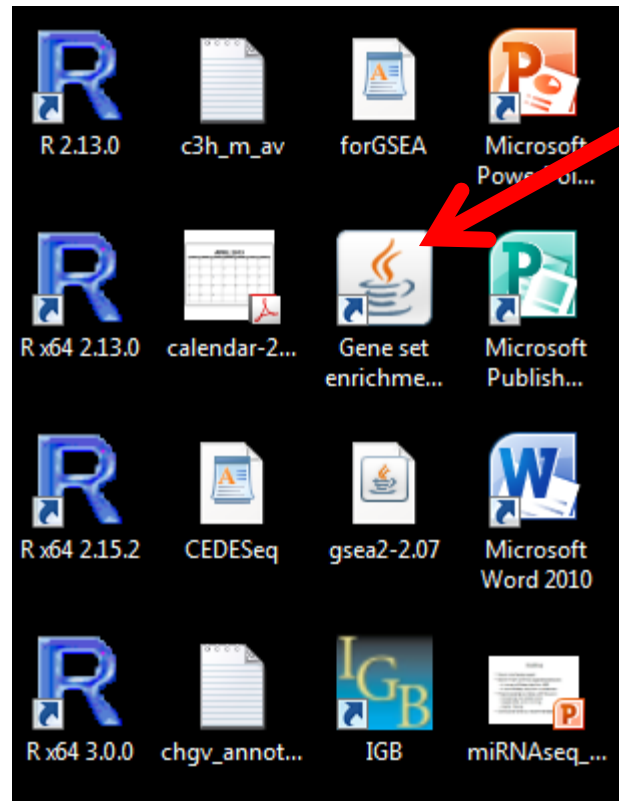 R 2.13.0
c3h_m_av
forGSEA
Microsoft
R x64 2.13.0
calendar-2...
Gene set
enrichme...
Microsoft
Publish...
R x64 2.15.2
CEDESeq
gsea2-2.07
Microsoft
Word 2010
R x64 3.0.0
chgv_annot...
IGB
IGB
miRNAseq_...